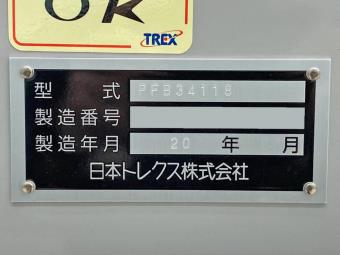 OK
TREX
型 式 PFB34118
製造番号
製造年月 20 年 月
日本トレクス株式会社